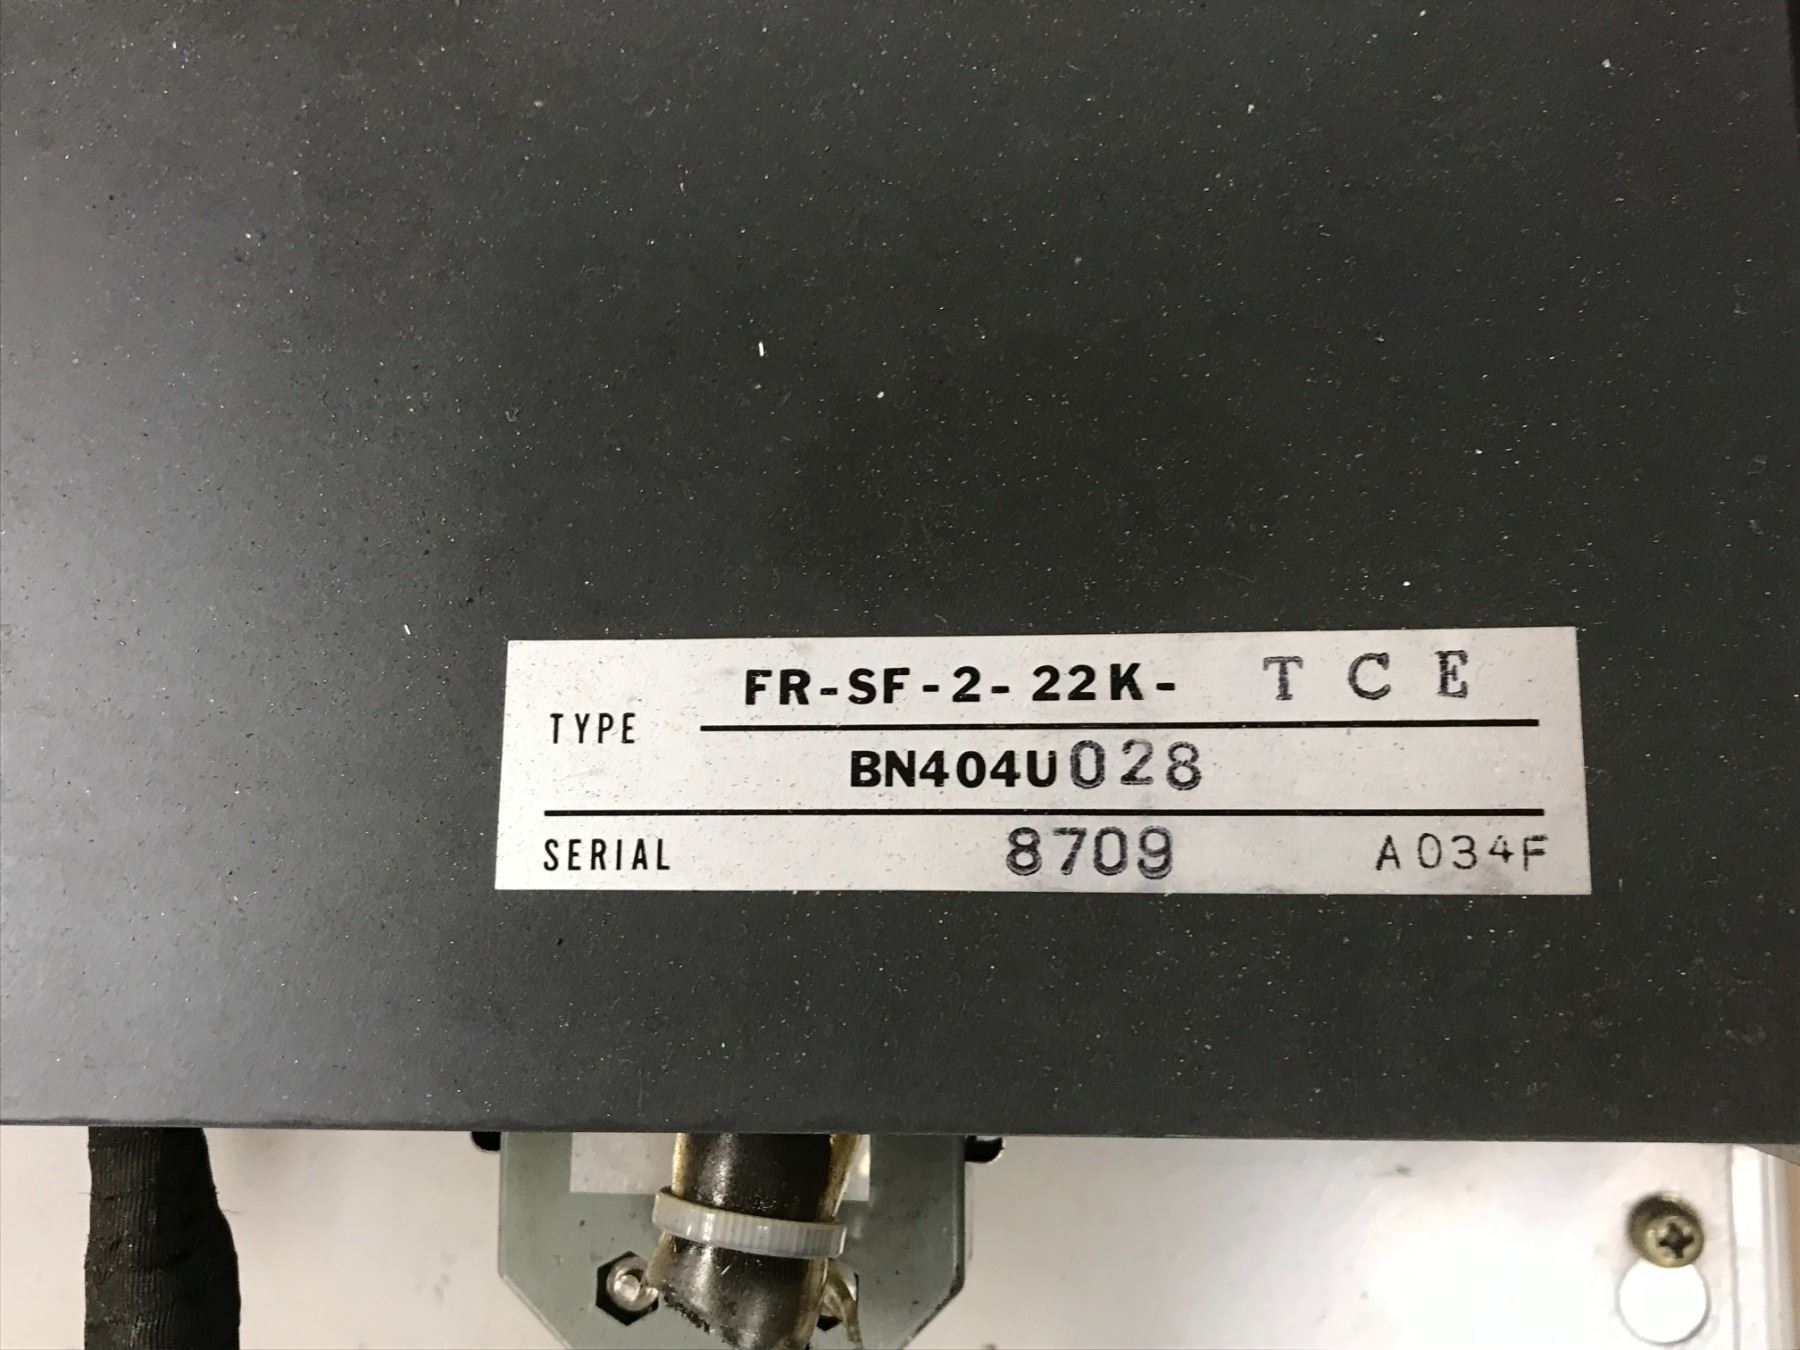 FR-SF-2-22K- TCE
TYPE
BN404U028
SERIAL 8709 A034F